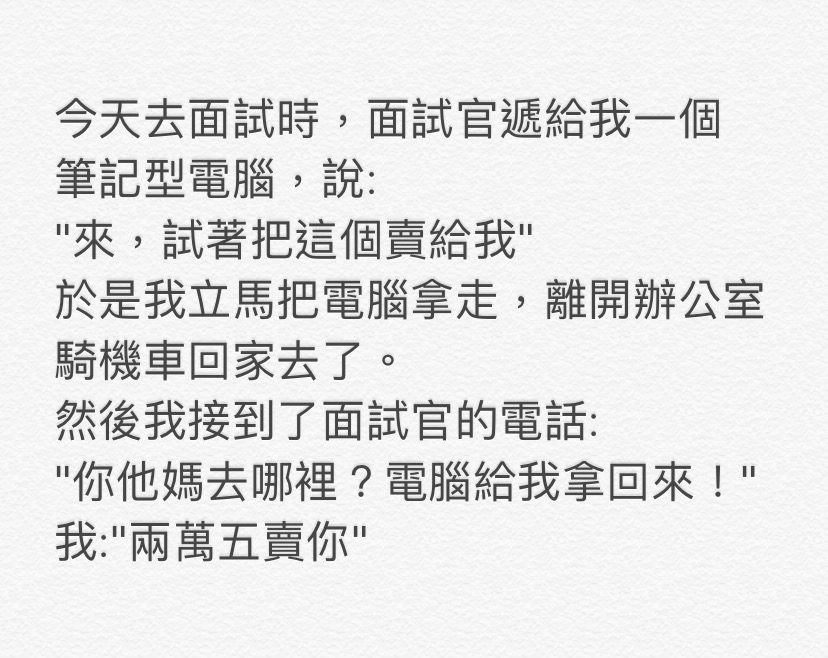 今天去面試時，面試官遞給我一個
筆記型電腦，說:
"來，試著把這個賣給我"
於是我立馬把電腦拿走，離開辦公室
騎機車回家去了。
然後我接到了面試官的電話:
"你他媽去哪裡？電腦給我拿回來！"
我:"兩萬五賣你"